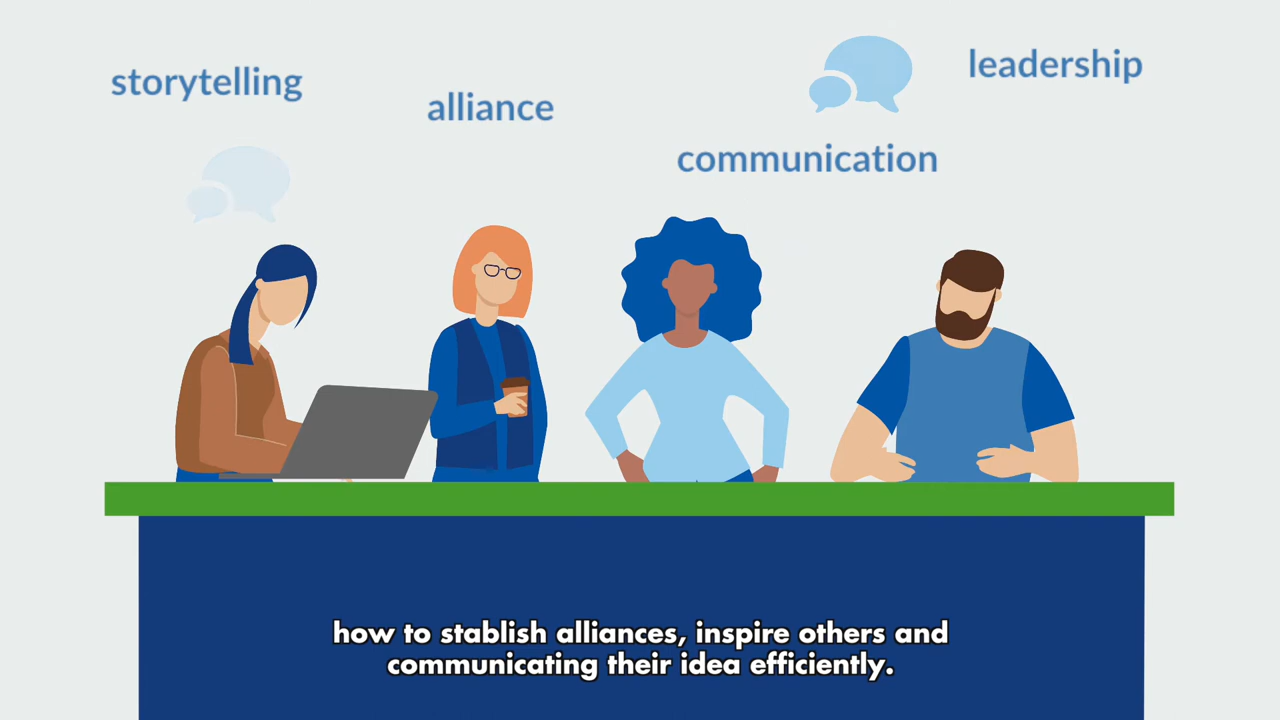 storytelling
alliance
leadership
communication
how to stablish alliances, inspire others and
communicating their idea efficiently.